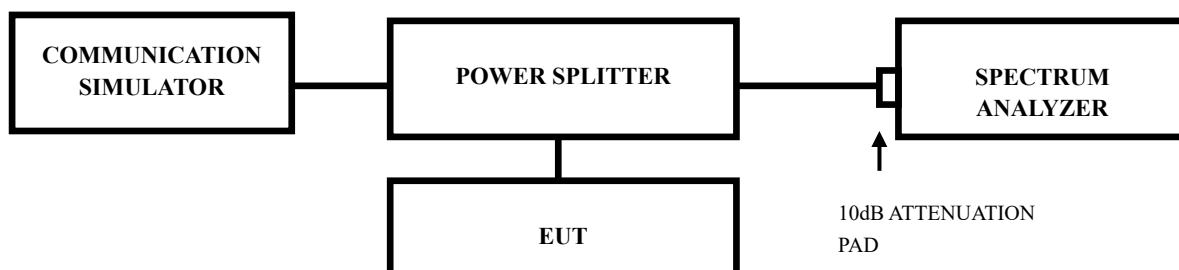 COMMUNICATION
SIMULATOR
POWER SPLITTER
SPECTRUM
ANALYZER
EUT
10dB ATTENUATION
PAD